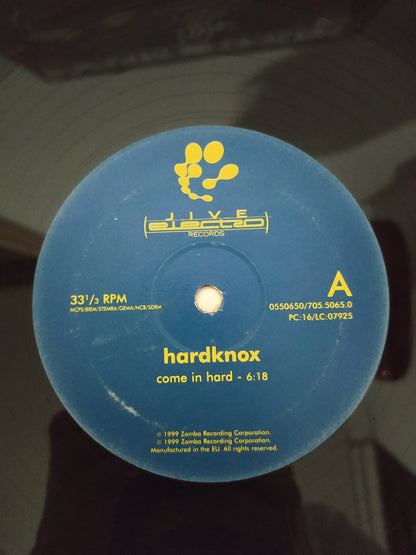 JIVE
electro
RECORDS
33 1/3 RPM
MCPS/BIEM/STEMRA/GEMA/NCB/SDRM
A
0550650/705.5065.0
PC:16/LC:07925
hardknox
come in hard - 6:18
℗ 1999 Zomba Recording Corporation.
© 1999 Zomba Recording Corporation.
Manufactured in the EU. All rights reserved.